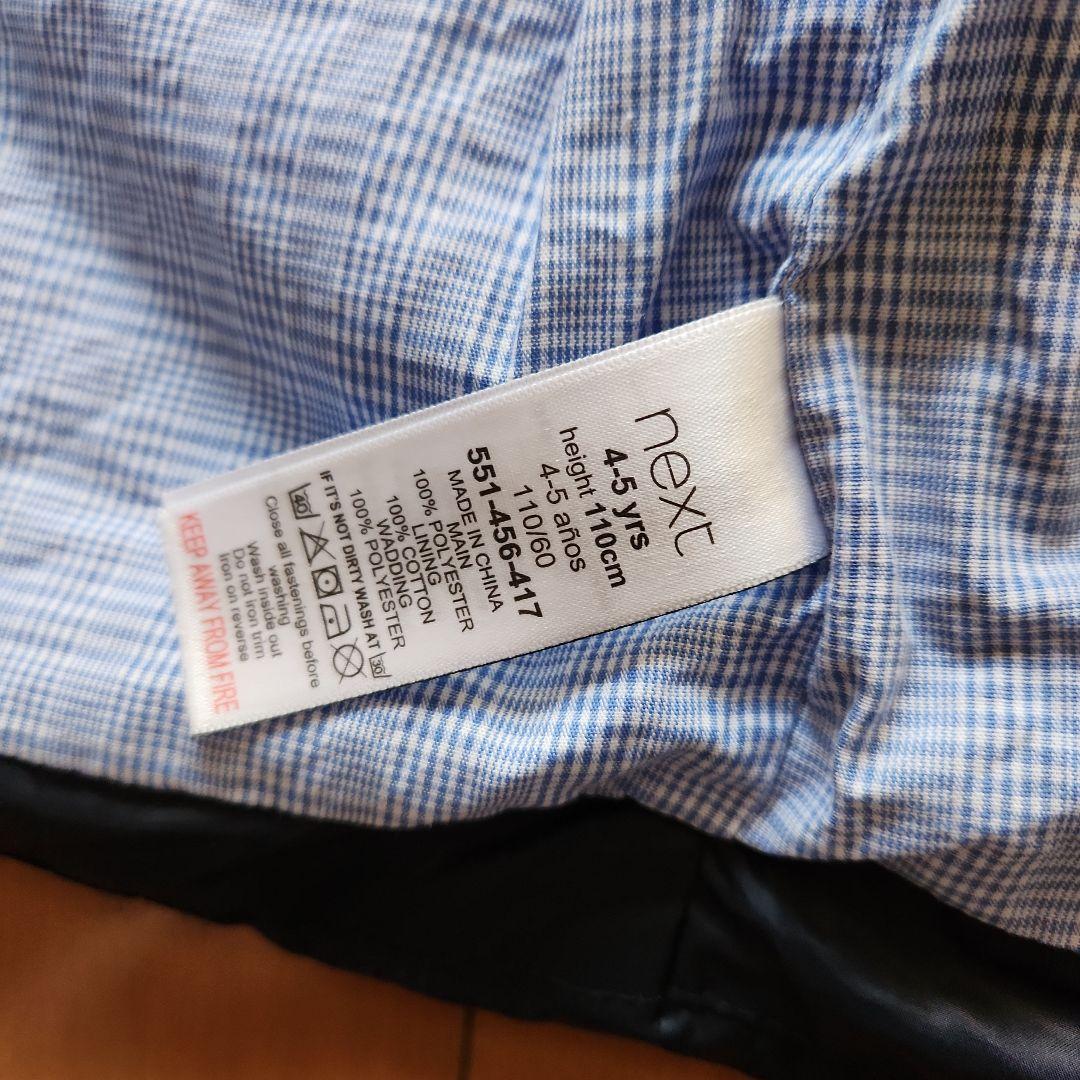 next
4-5 yrs
height 110cm
4-5 años
110/60
551-456-417
MADE IN CHINA
MAIN
100% POLYESTER
LINING
100% COTTON
WADDING
100% POLYESTER
IF IT'S NOT DIRTY WASH AT 30
40
Close all fastenings before
washing
Wash inside out
Do not iron trim
Iron on reverse
KEEP AWAY FROM FIRE